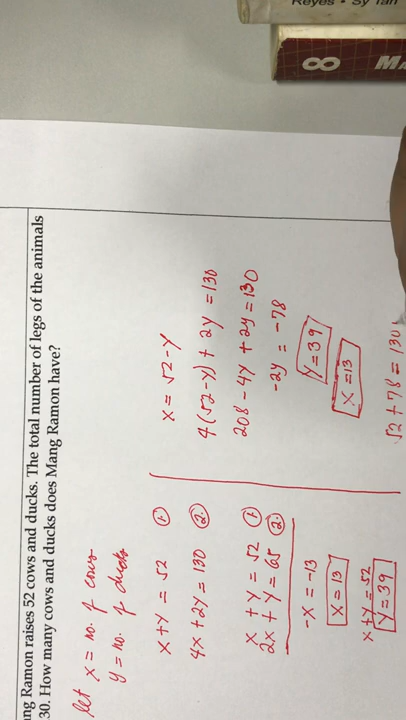 Ramon raises 52 cows and ducks. The total number of legs of the animals
30. How many cows and ducks does Mang Ramon have?
let x = no. of cows
y = no. of ducks
x + y = 52 ①
4x + 2y = 130 ②
x + y = 52 ①
2x + y = 65 ②
-x = -13
x = 13
x + y = 52
y = 39
x = 52 - y
4(52-y) + 2y = 130
208 - 4y + 2y = 130
-2y = -78
y = 39
x = 13
52 + 78 = 130
Reyes • Sy Tan
8